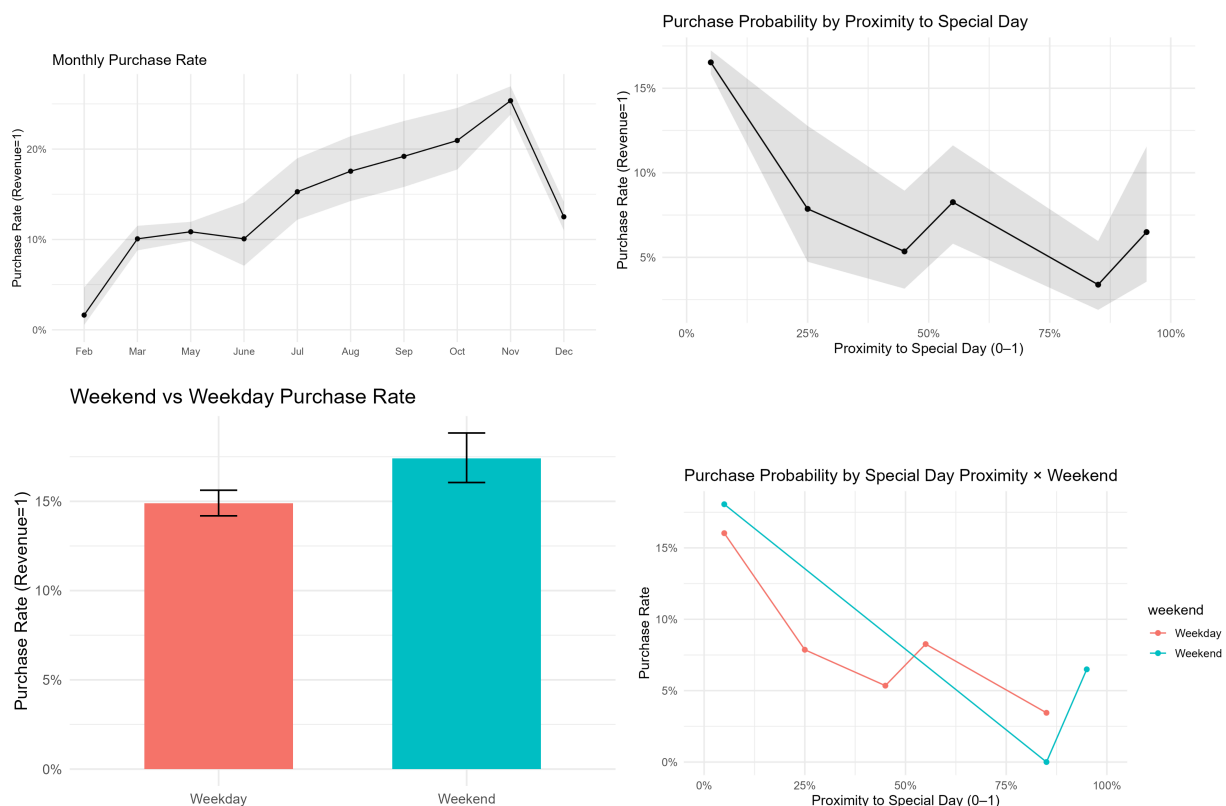 Monthly Purchase Rate
Purchase Rate (Revenue=1)
20%
10%
0%
Feb Mar May June Jul Aug Sep Oct Nov Dec
Purchase Probability by Proximity to Special Day
Purchase Rate (Revenue=1)
15%
10%
5%
0% 25% 50% 75% 100%
Proximity to Special Day (0–1)
Weekend vs Weekday Purchase Rate
Purchase Rate (Revenue=1)
15%
10%
5%
0%
Weekday Weekend
Purchase Probability by Special Day Proximity × Weekend
Purchase Rate
15%
10%
5%
0%
0% 25% 50% 75% 100%
Proximity to Special Day (0–1)
weekend
Weekday
Weekend